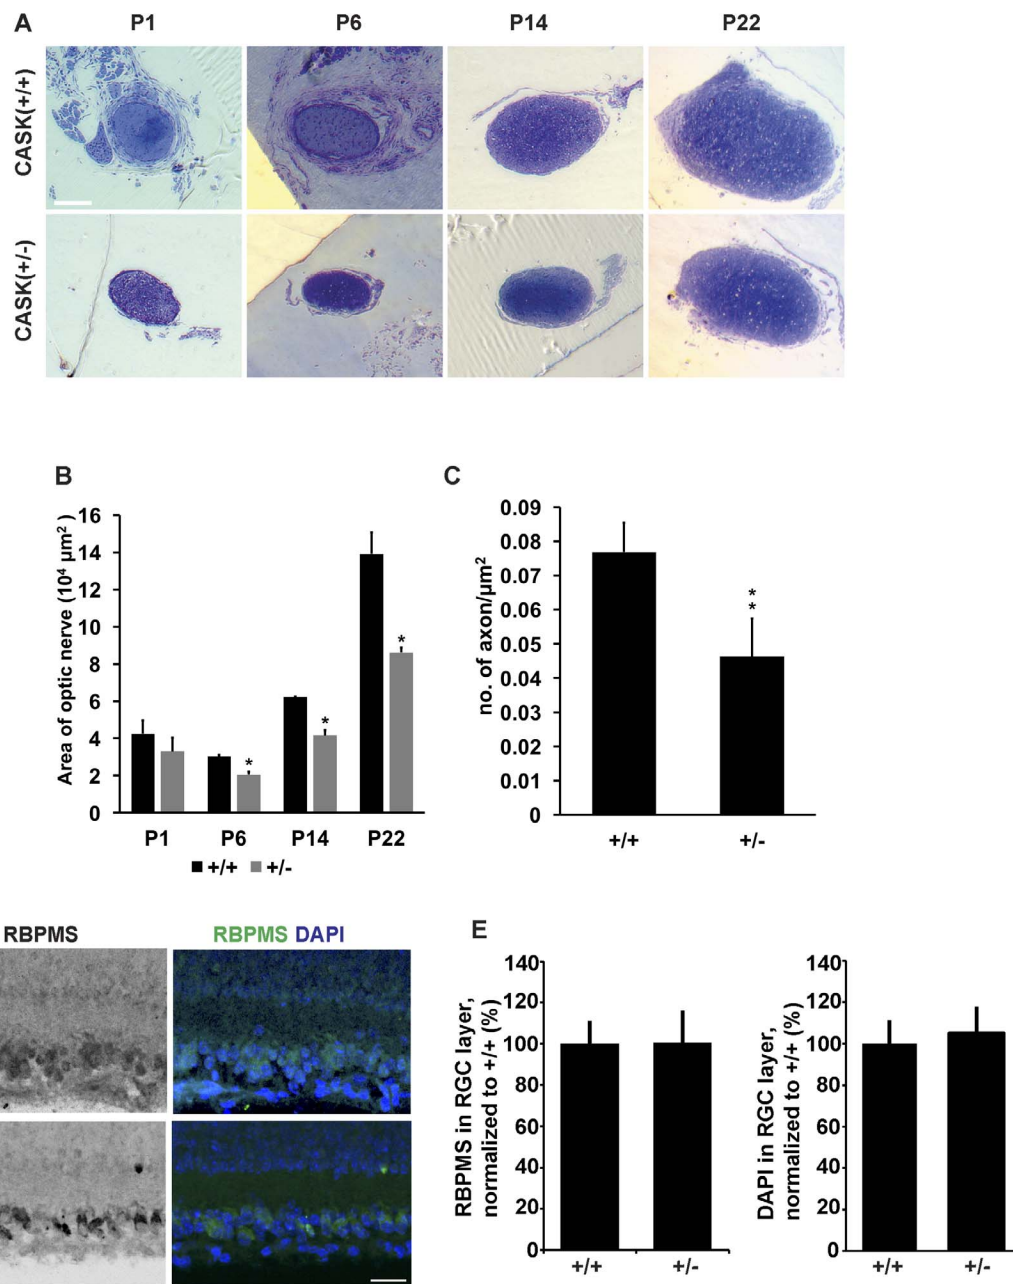 A
P1 P6 P14 P22
CASK(+/+)
CASK(+/-)
B
Area of optic nerve (10⁴ µm²)
16
14
12
10
8
6
4
2
0
*
*
*
P1 P6 P14 P22
+/+ +/-
C
no. of axon/µm²
0.09
0.08
0.07
0.06
0.05
0.04
0.03
0.02
0.01
0
*
*
+/+ +/-
RBPMS RBPMS DAPI
E
RBPMS in RGC layer,
normalized to +/+ (%)
140
120
100
80
60
40
20
0
+/+ +/-
DAPI in RGC layer,
normalized to +/+ (%)
140
120
100
80
60
40
20
0
+/+ +/-